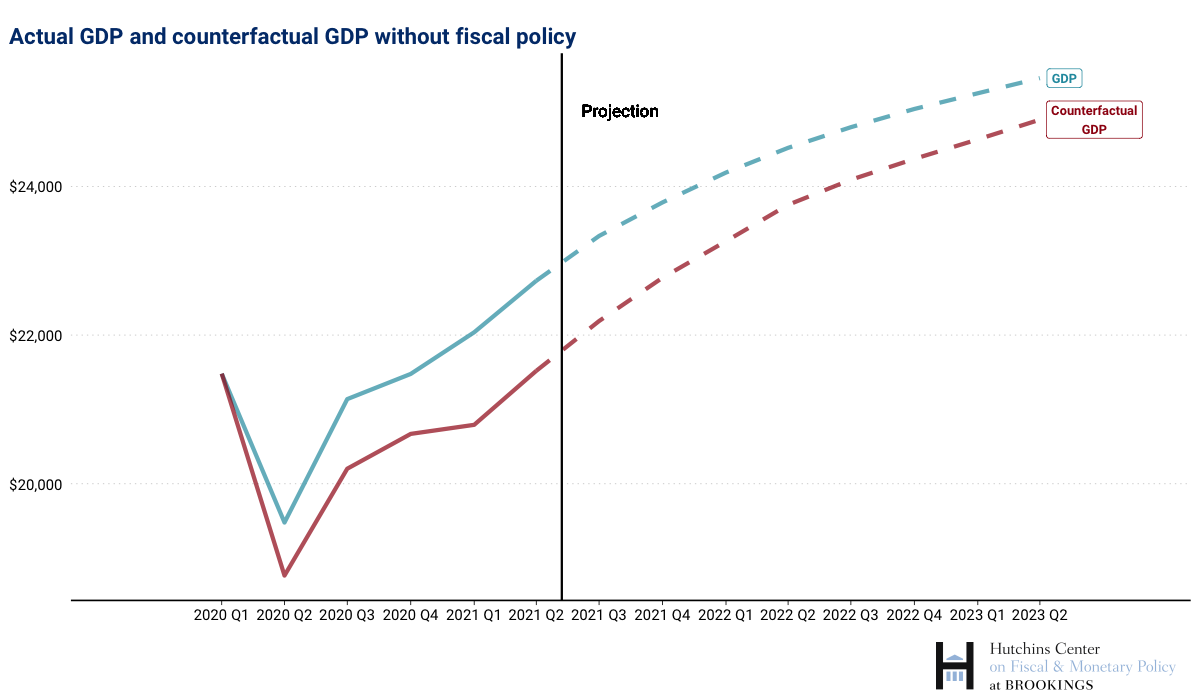 Actual GDP and counterfactual GDP without fiscal policy
GDP
Projection
Counterfactual
GDP
$24,000
$22,000
$20,000
2020 Q1 2020 Q2 2020 Q3 2020 Q4 2021 Q1 2021 Q2 2021 Q3 2021 Q4 2022 Q1 2022 Q2 2022 Q3 2022 Q4 2023 Q1 2023 Q2
Hutchins Center
on Fiscal & Monetary Policy
at BROOKINGS